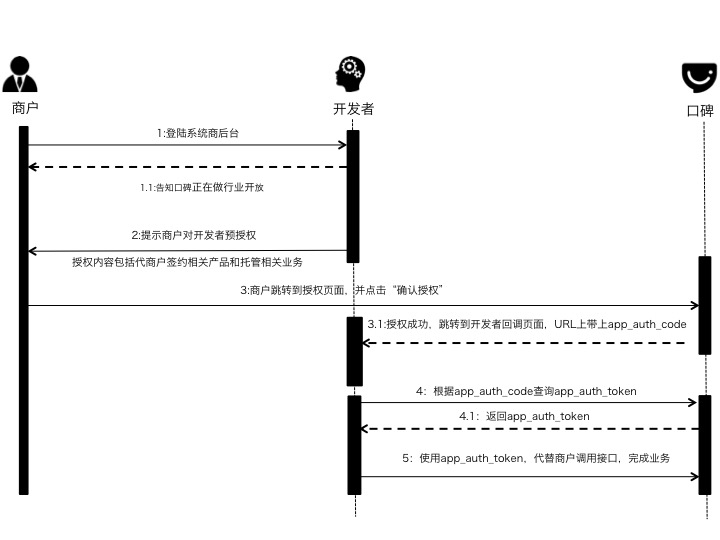 商户
开发者
口碑
1:登陆系统商后台
1.1:告知口碑正在做行业开放
2:提示商户对开发者预授权
授权内容包括代商户签约相关产品和托管相关业务
3:商户跳转到授权页面，并点击“确认授权”
3.1:授权成功，跳转到开发者回调页面，URL上带上app_auth_code
4：根据app_auth_code查询app_auth_token
4.1：返回app_auth_token
5：使用app_auth_token，代替商户调用接口，完成业务